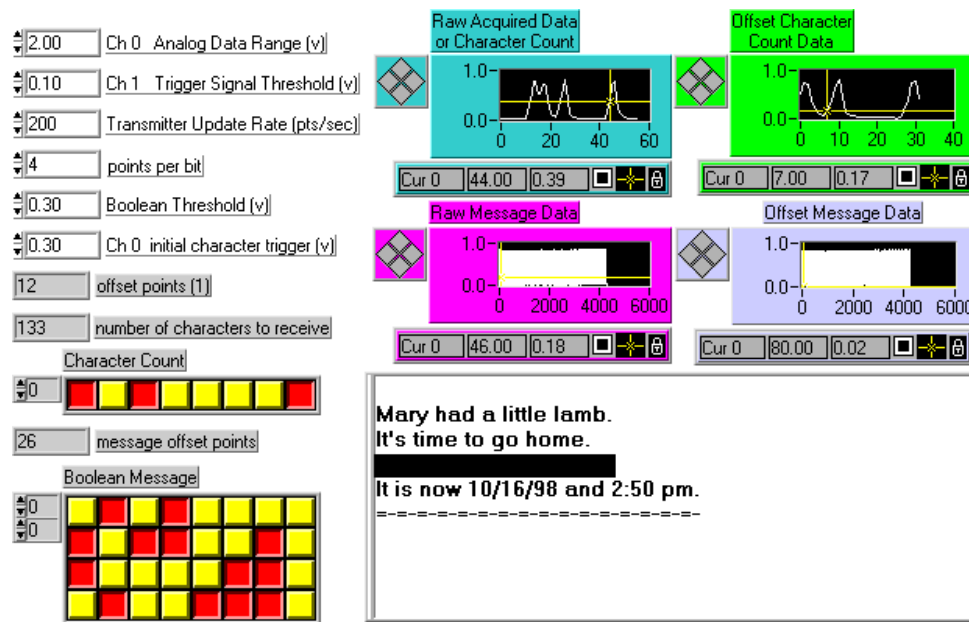 2.00 Ch 0 Analog Data Range (v)
0.10 Ch 1 Trigger Signal Threshold (v)
200 Transmitter Update Rate (pts/sec)
4 points per bit
0.30 Boolean Threshold (v)
0.30 Ch 0 initial character trigger (v)
12 offset points (1)
133 number of characters to receive
Character Count
0
26 message offset points
Boolean Message
0
0
Raw Acquired Data
or Character Count
1.0
0.0
0 20 40 60
Cur 0 44.00 0.39
Offset Character
Count Data
1.0
0.0
0 10 20 30 40
Cur 0 7.00 0.17
Raw Message Data
1.0
0.0
0 2000 4000 6000
Cur 0 46.00 0.18
Offset Message Data
1.0
0.0
0 2000 4000 6000
Cur 0 80.00 0.02
Mary had a little lamb.
It's time to go home.
It is now 10/16/98 and 2:50 pm.
=-=-=-=-=-=-=-=-=-=-=-=-=-=-=-=-